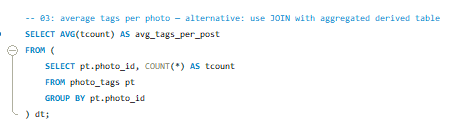 -- 03: average tags per photo — alternative: use JOIN with aggregated derived table
SELECT AVG(tcount) AS avg_tags_per_post
FROM (
SELECT pt.photo_id, COUNT(*) AS tcount
FROM photo_tags pt
GROUP BY pt.photo_id
) dt;